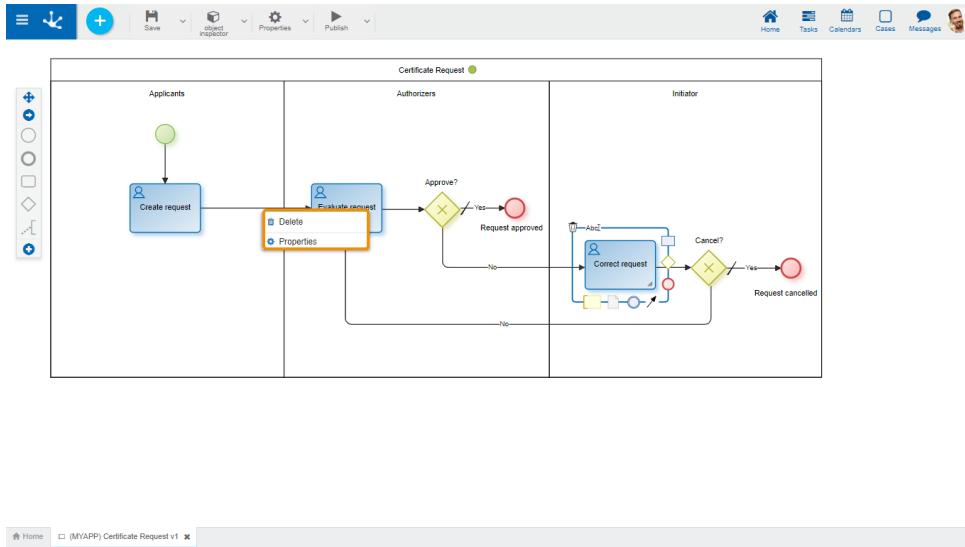 Save
object
inspector
Properties
Publish
Home
Tasks
Calendars
Cases
Messages
Certificate Request
Applicants
Authorizers
Initiator
Create request
Evaluate request
Delete
Properties
Approve?
Yes
Request approved
No
Abc
Correct request
Cancel?
Yes
Request cancelled
No
Home
(MYAPP) Certificate Request v1